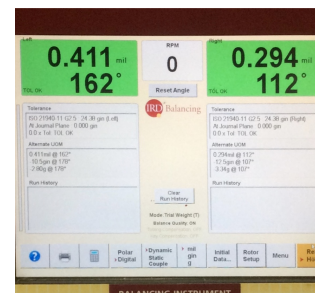 Left
0.411 mil
162°
TOL OK
RPM
0
Reset Angle
Right
0.294 mil
112°
TOL OK
IRD Balancing
Tolerance
ISO 21940-11 G2.5 : 24.38 gin (Left)
At Journal Plane : 0.000 gin
0.0 x Tol: TOL OK
Alternate UOM
0.411mil @ 162°
10.5gin @ 178°
2.80g @ 178°
Run History
Tolerance
ISO 21940-11 G2.5 : 24.38 gin (Right)
At Journal Plane : 0.000 gin
0.0 x Tol: TOL OK
Alternate UOM
0.294mil @ 112°
12.5gin @ 107°
3.34g @ 107°
Run History
Clear
Run History
Mode: Trial Weight (T)
Balance Quality: ON
?
Polar
›Digital
›Dynamic
Static
Couple
› mil
gin
g
Initial
Data...
Rotor
Setup
Menu
BALANCING INSTRUMENT